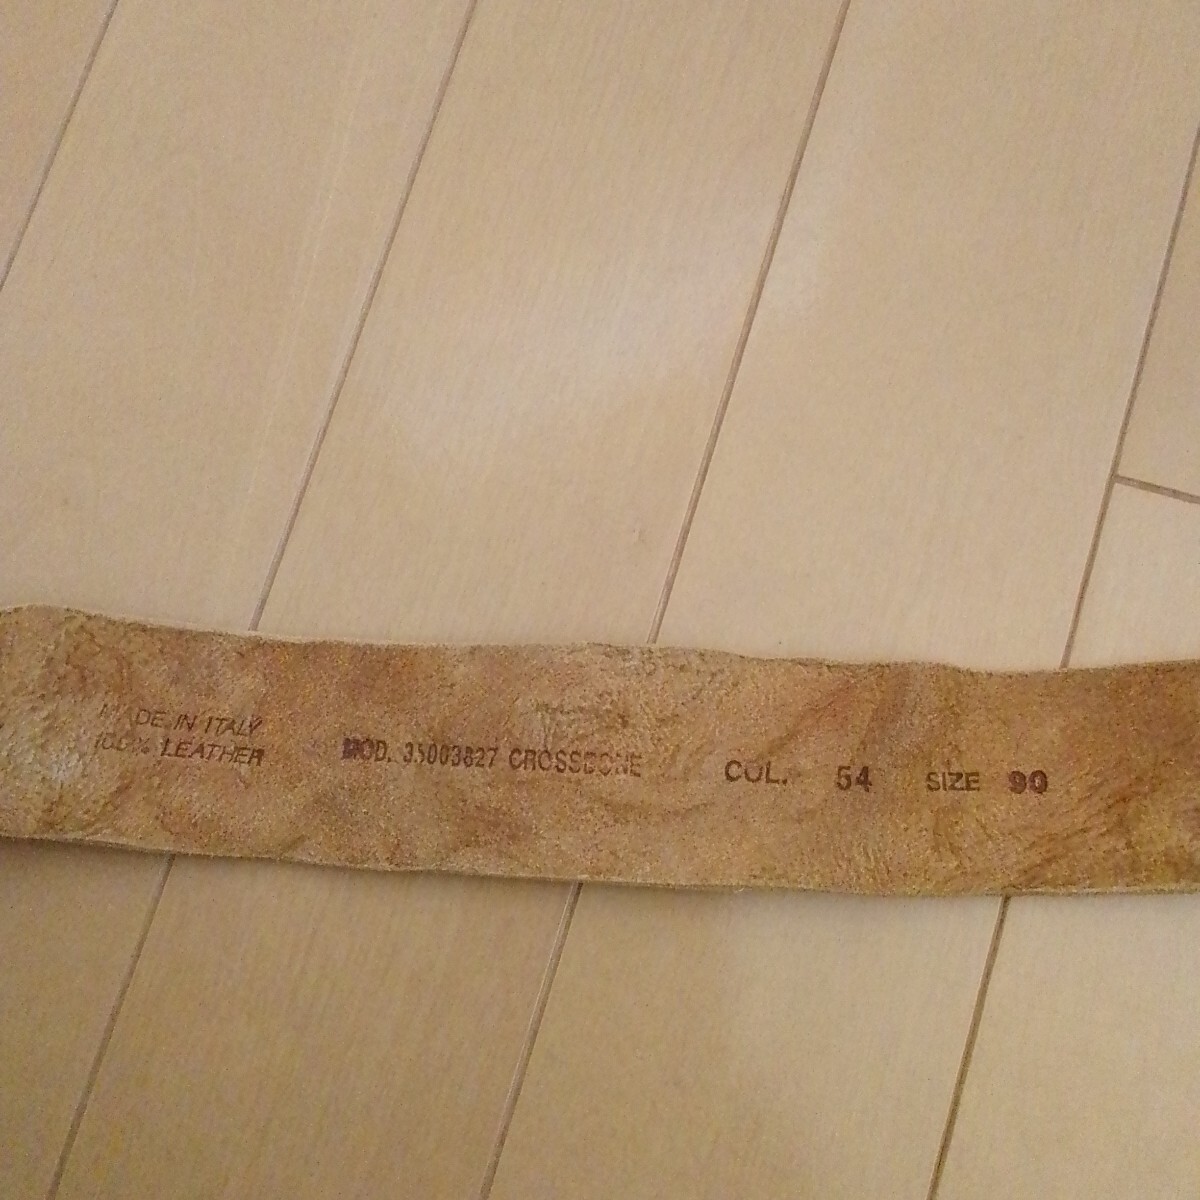 MADE IN ITALY
100% LEATHER
MOD. 35003827 CROSSBONE COL. 54 SIZE 90